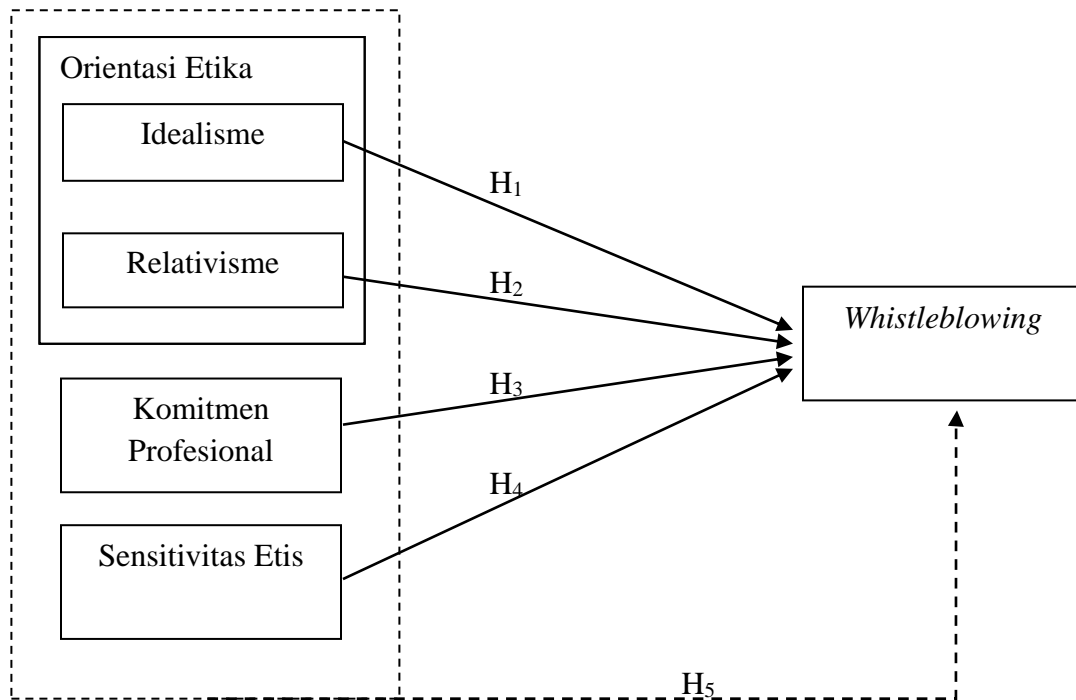 Orientasi Etika
Idealisme
H₁
Relativisme
H₂
Whistleblowing
Komitmen
Profesional
H₃
H₄
Sensitivitas Etis
H₅